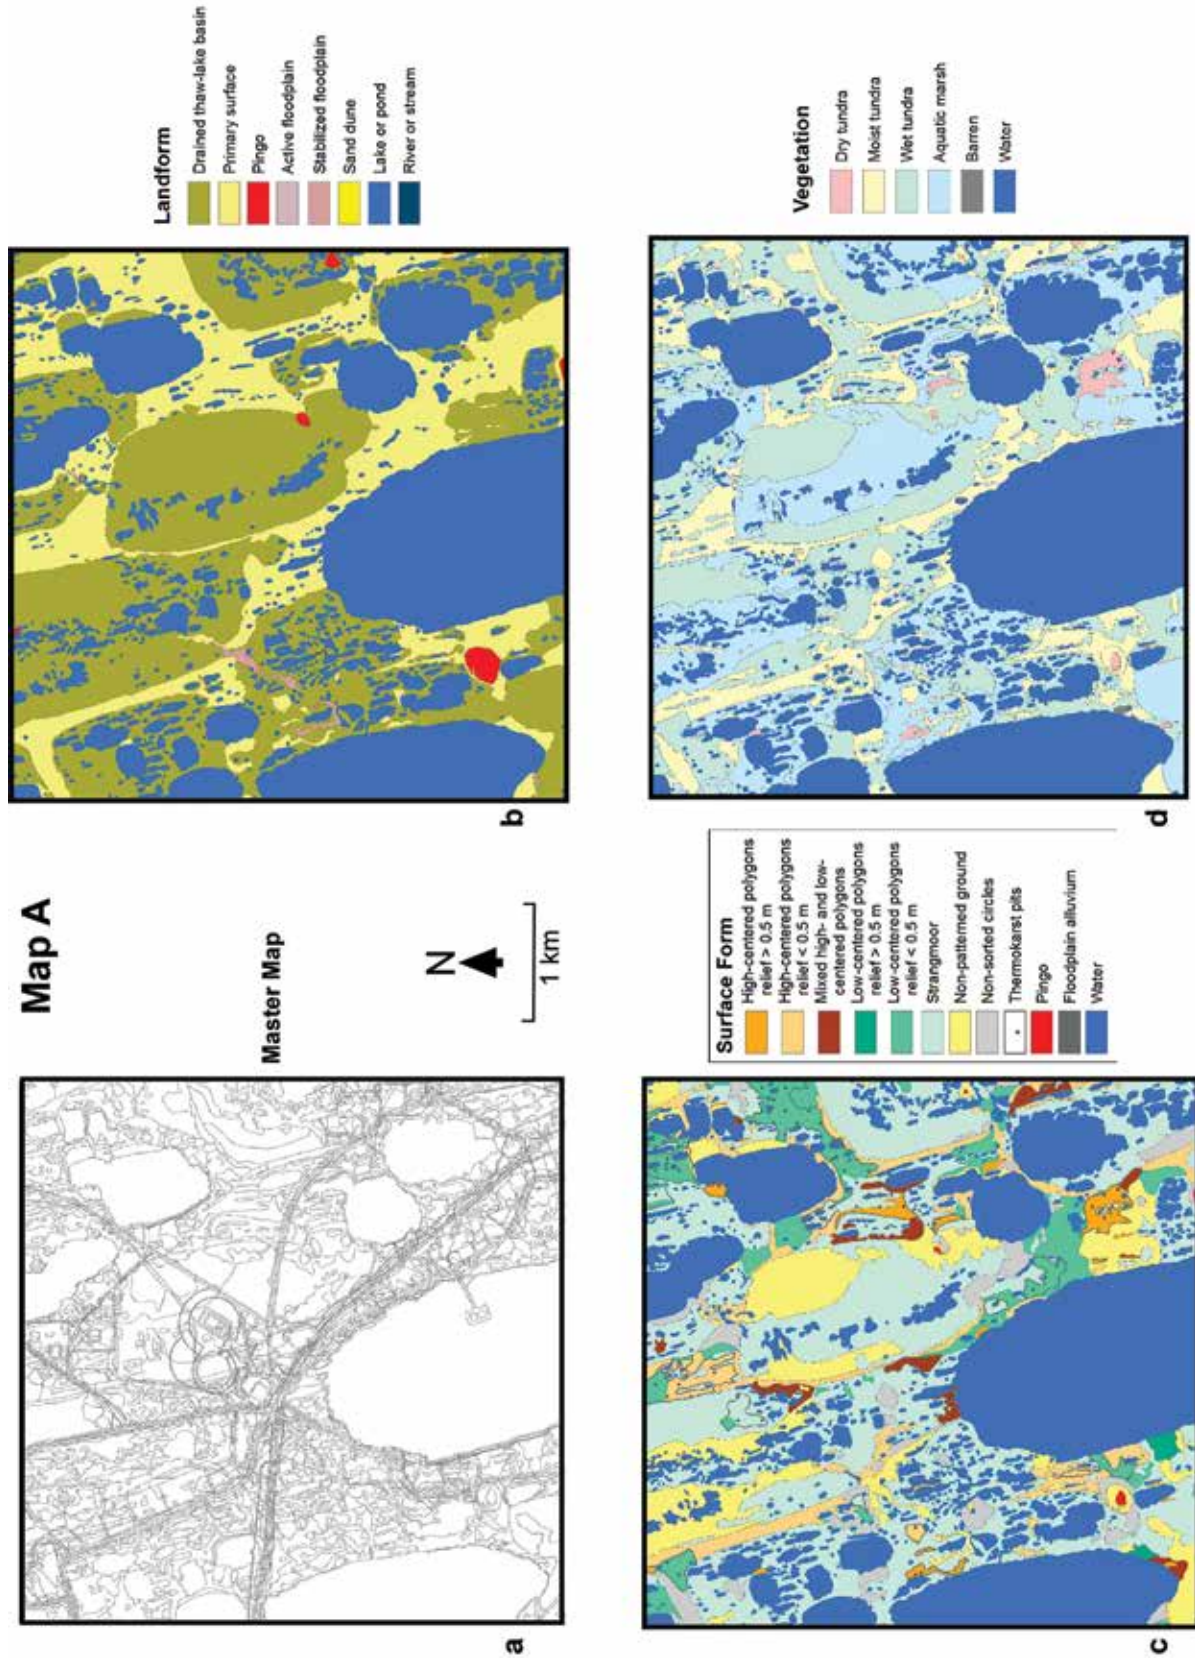 Map A
Master Map
N
1 km
a
Landform
Drained thaw-lake basin
Primary surface
Pingo
Active floodplain
Stabilized floodplain
Sand dune
Lake or pond
River or stream
b
Surface Form
High-centered polygons
relief > 0.5 m
High-centered polygons
relief < 0.5 m
Mixed high- and low-
centered polygons
Low-centered polygons
relief > 0.5 m
Low-centered polygons
relief < 0.5 m
Strangmoor
Non-patterned ground
Non-sorted circles
Thermokarst pits
Pingo
Floodplain alluvium
Water
c
Vegetation
Dry tundra
Moist tundra
Wet tundra
Aquatic marsh
Barren
Water
d